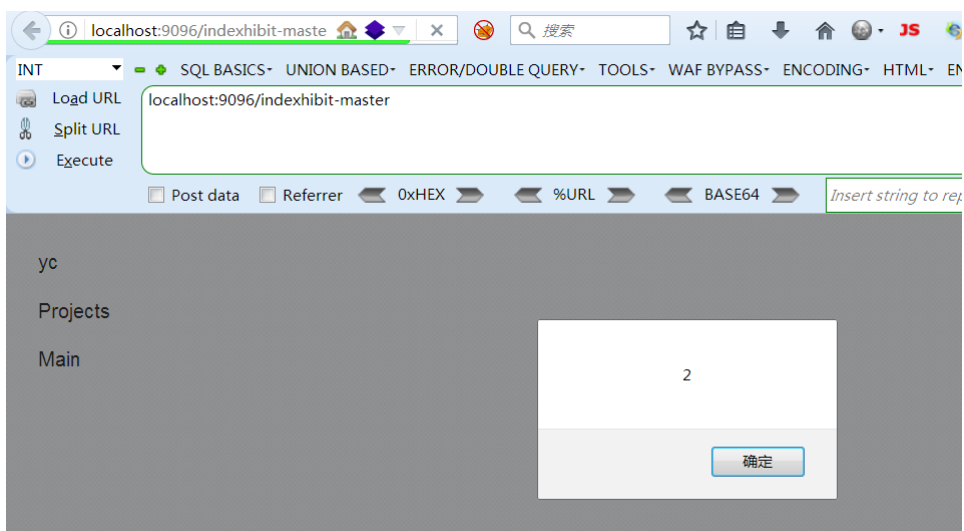 localhost:9096/indexhibit-maste
搜索
JS
INT
SQL BASICS
UNION BASED
ERROR/DOUBLE QUERY
TOOLS
WAF BYPASS
ENCODING
HTML
EN
Load URL
localhost:9096/indexhibit-master
Split URL
Execute
Post data
Referrer
0xHEX
%URL
BASE64
Insert string to rep
yc
Projects
Main
2
确定